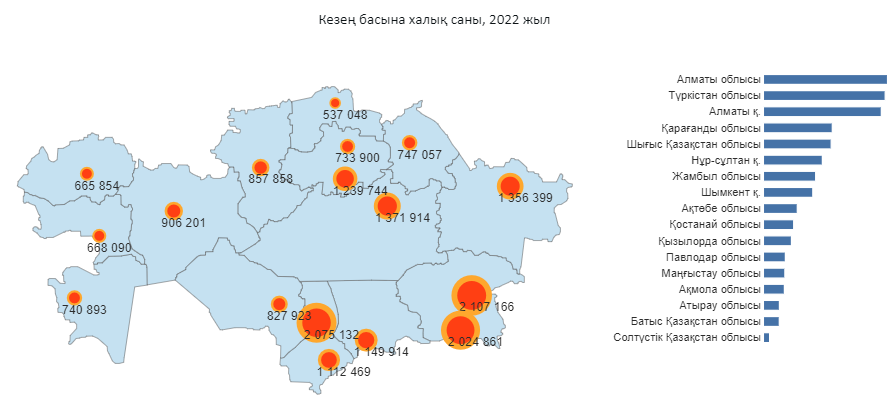 Кезең басына халық саны, 2022 жыл
537 048
733 900
747 057
665 854
857 858
1 239 744
1 356 399
906 201
1 371 914
668 090
740 893
827 923
2 107 166
2 075 132
2 024 861
1 149 914
1 112 469
Алматы облысы
Түркістан облысы
Алматы қ.
Қарағанды облысы
Шығыс Қазақстан облысы
Нұр-сұлтан қ.
Жамбыл облысы
Шымкент қ.
Ақтөбе облысы
Қостанай облысы
Қызылорда облысы
Павлодар облысы
Маңғыстау облысы
Ақмола облысы
Атырау облысы
Батыс Қазақстан облысы
Солтүстік Қазақстан облысы